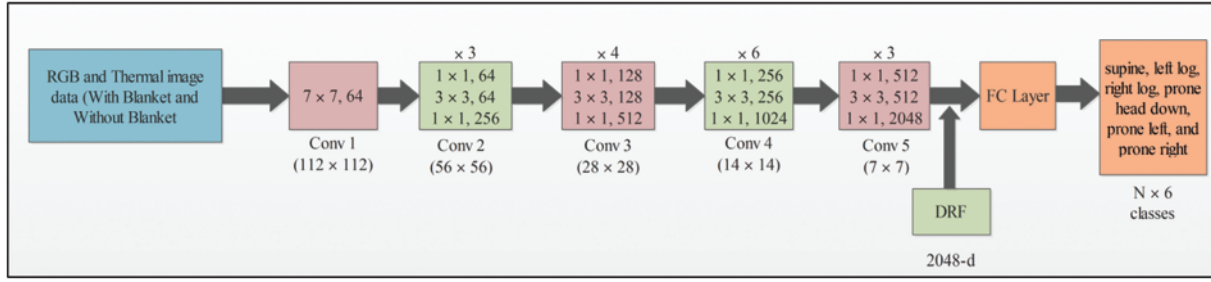 RGB and Thermal image
data (With Blanket and
Without Blanket
7 × 7, 64
Conv 1
(112 × 112)
× 3
1 × 1, 64
3 × 3, 64
1 × 1, 256
Conv 2
(56 × 56)
× 4
1 × 1, 128
3 × 3, 128
1 × 1, 512
Conv 3
(28 × 28)
× 6
1 × 1, 256
3 × 3, 256
1 × 1, 1024
Conv 4
(14 × 14)
× 3
1 × 1, 512
3 × 3, 512
1 × 1, 2048
Conv 5
(7 × 7)
DRF
2048-d
FC Layer
supine, left log,
right log, prone
head down,
prone left, and
prone right
N × 6
classes